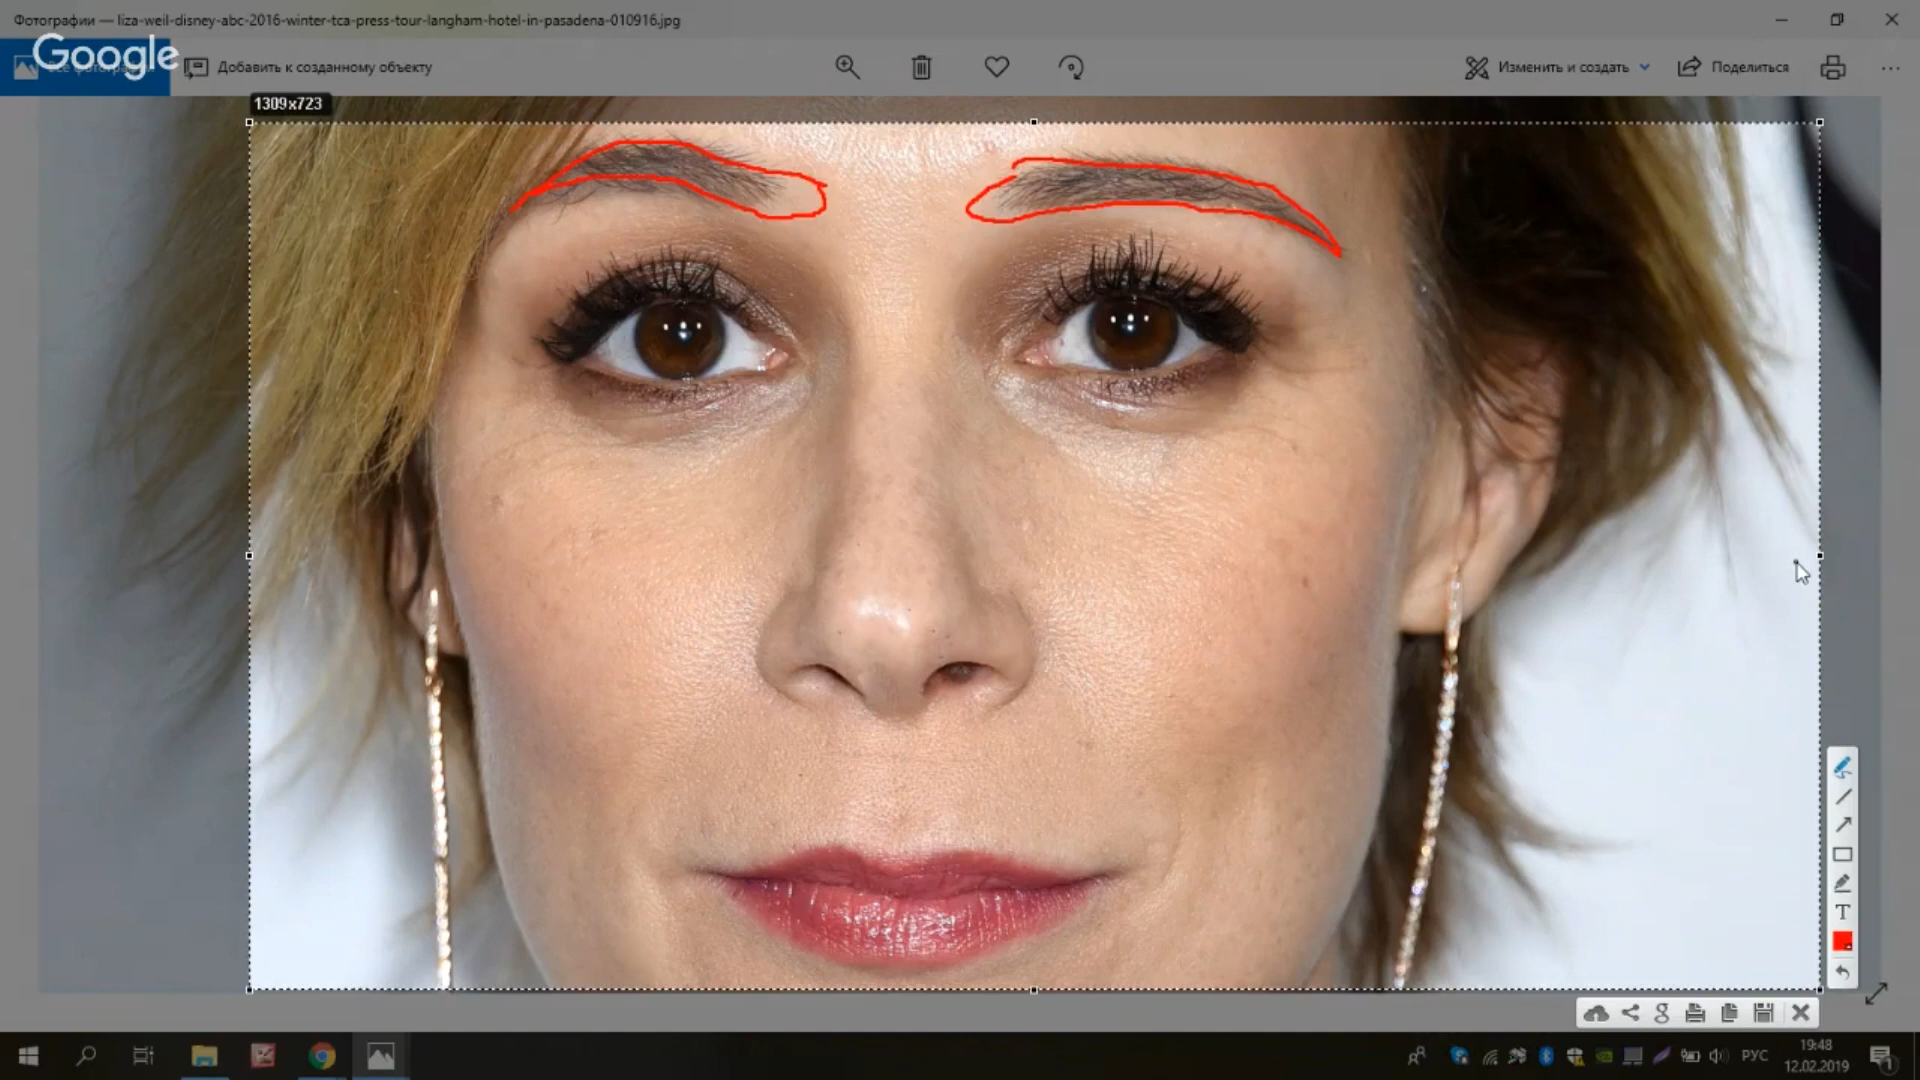 Фотографии — liza-weil-disney-abc-2016-winter-tca-press-tour-langham-hotel-in-pasadena-010916.jpg
Google
Добавить к созданному объекту
Изменить и создать
Поделиться
1309x723
T
g
РУС
19:48
12.02.2019
1